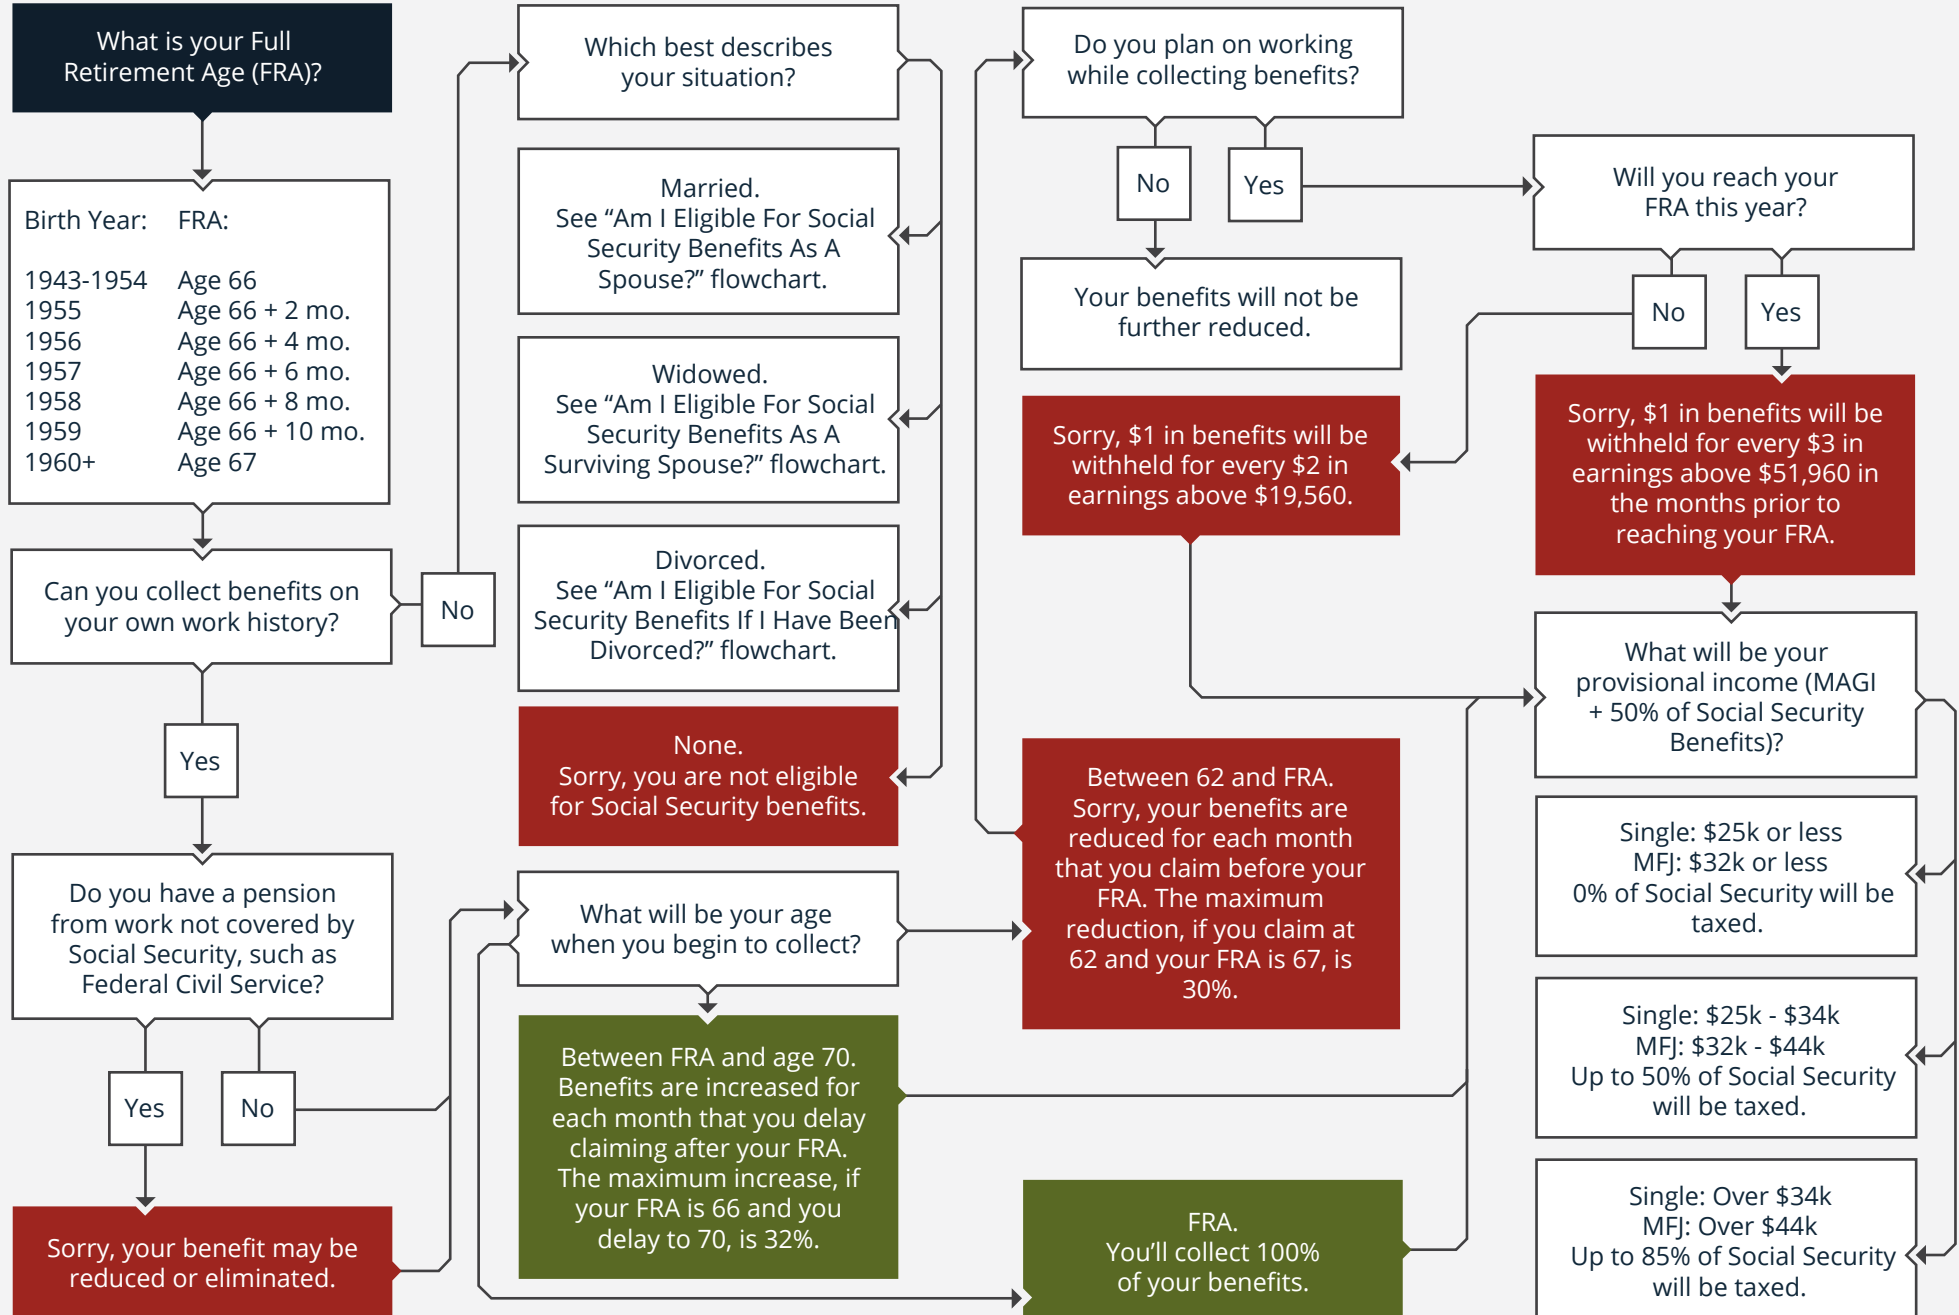 What is your Full
Retirement Age (FRA)?
Birth Year: FRA:
1943-1954 Age 66
1955 Age 66 + 2 mo.
1956 Age 66 + 4 mo.
1957 Age 66 + 6 mo.
1958 Age 66 + 8 mo.
1959 Age 66 + 10 mo.
1960+ Age 67
Can you collect benefits on
your own work history?
No
Yes
Do you have a pension
from work not covered by
Social Security, such as
Federal Civil Service?
Yes
No
Sorry, your benefit may be
reduced or eliminated.
Which best describes
your situation?
Married.
See “Am I Eligible For Social
Security Benefits As A
Spouse?” flowchart.
Widowed.
See “Am I Eligible For Social
Security Benefits As A
Surviving Spouse?” flowchart.
Divorced.
See “Am I Eligible For Social
Security Benefits If I Have Been
Divorced?” flowchart.
None.
Sorry, you are not eligible
for Social Security benefits.
What will be your age
when you begin to collect?
Between FRA and age 70.
Benefits are increased for
each month that you delay
claiming after your FRA.
The maximum increase, if
your FRA is 66 and you
delay to 70, is 32%.
Do you plan on working
while collecting benefits?
No
Yes
Your benefits will not be
further reduced.
Sorry, $1 in benefits will be
withheld for every $2 in
earnings above $19,560.
Between 62 and FRA.
Sorry, your benefits are
reduced for each month
that you claim before your
FRA. The maximum
reduction, if you claim at
62 and your FRA is 67, is
30%.
FRA.
You’ll collect 100%
of your benefits.
Will you reach your
FRA this year?
No
Yes
Sorry, $1 in benefits will be
withheld for every $3 in
earnings above $51,960 in
the months prior to
reaching your FRA.
What will be your
provisional income (MAGI
+ 50% of Social Security
Benefits)?
Single: $25k or less
MFJ: $32k or less
0% of Social Security will be
taxed.
Single: $25k - $34k
MFJ: $32k - $44k
Up to 50% of Social Security
will be taxed.
Single: Over $34k
MFJ: Over $44k
Up to 85% of Social Security
will be taxed.